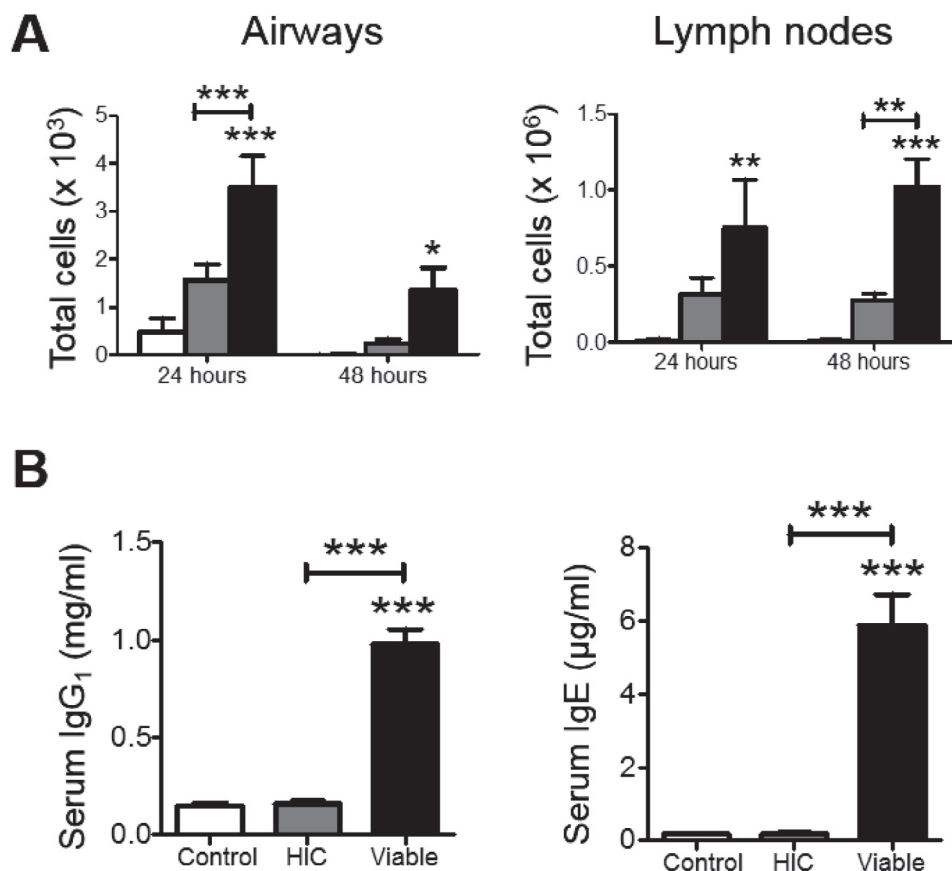 A
Airways
Lymph nodes
Total cells (x 10³)
5
4
3
2
1
0
***
***
*
24 hours
48 hours
Total cells (x 10⁶)
1.5
1.0
0.5
0.0
**
**
***
24 hours
48 hours
B
Serum IgG₁ (mg/ml)
1.5
1.0
0.5
0.0
***
***
Control
HIC
Viable
Serum IgE (µg/ml)
8
6
4
2
0
***
***
Control
HIC
Viable